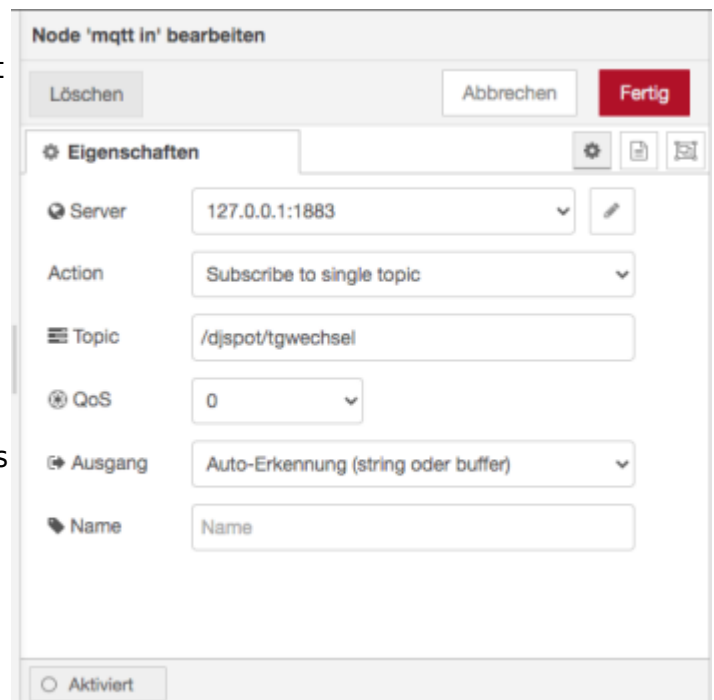 Node 'mqtt in' bearbeiten
Löschen Abbrechen Fertig
Eigenschaften
Server 127.0.0.1:1883
Action Subscribe to single topic
Topic /djspot/tgwechsel
QoS 0
Ausgang Auto-Erkennung (string oder buffer)
Name Name
Aktiviert